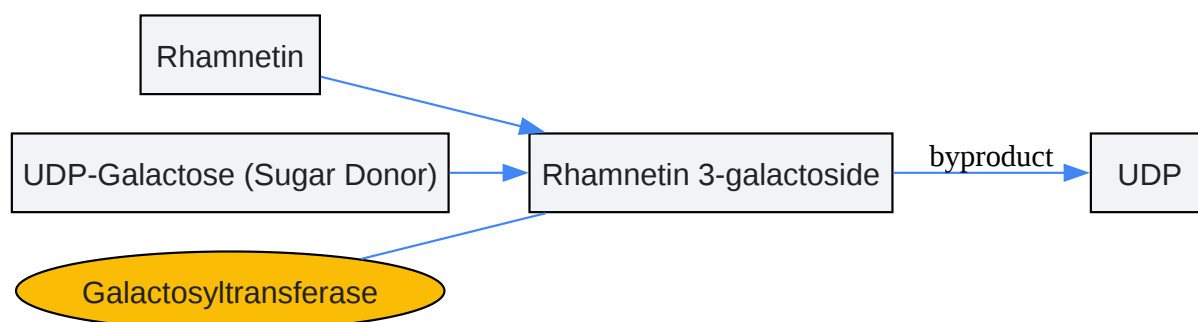 Rhamnetin
UDP-Galactose (Sugar Donor)
Rhamnetin 3-galactoside
byproduct
UDP
Galactosyltransferase